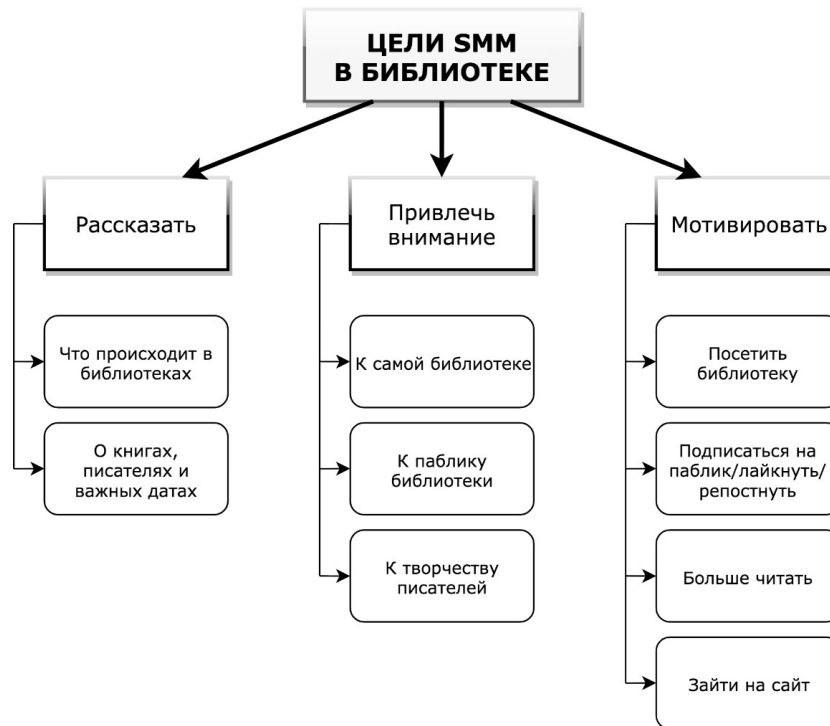 ЦЕЛИ SMM
В БИБЛИОТЕКЕ
Рассказать
Что происходит в
библиотеках
О книгах,
писателях и
важных датах
Привлечь
внимание
К самой библиотеке
К паблику
библиотеки
К творчеству
писателей
Мотивировать
Посетить
библиотеку
Подписаться на
паблик/лайкнуть/
репостнуть
Больше читать
Зайти на сайт